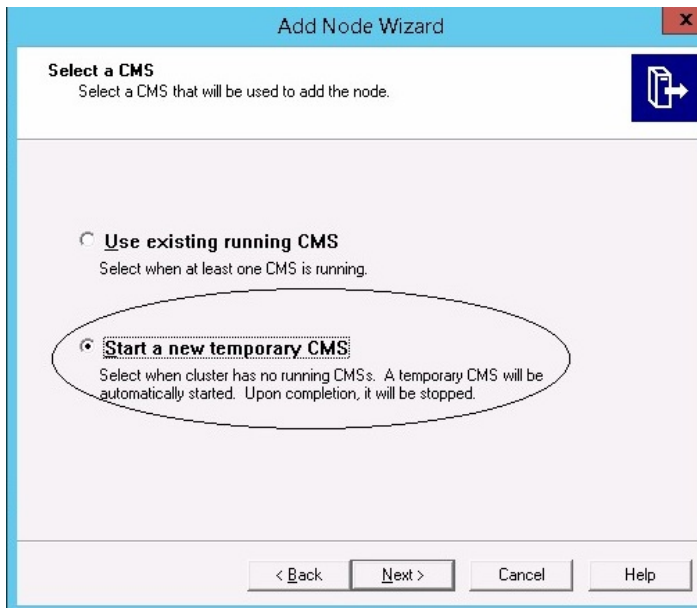 Add Node Wizard
x
Select a CMS
Select a CMS that will be used to add the node.
Use existing running CMS
Select when at least one CMS is running.
Start a new temporary CMS
Select when cluster has no running CMSs. A temporary CMS will be
automatically started. Upon completion, it will be stopped.
< Back
Next >
Cancel
Help